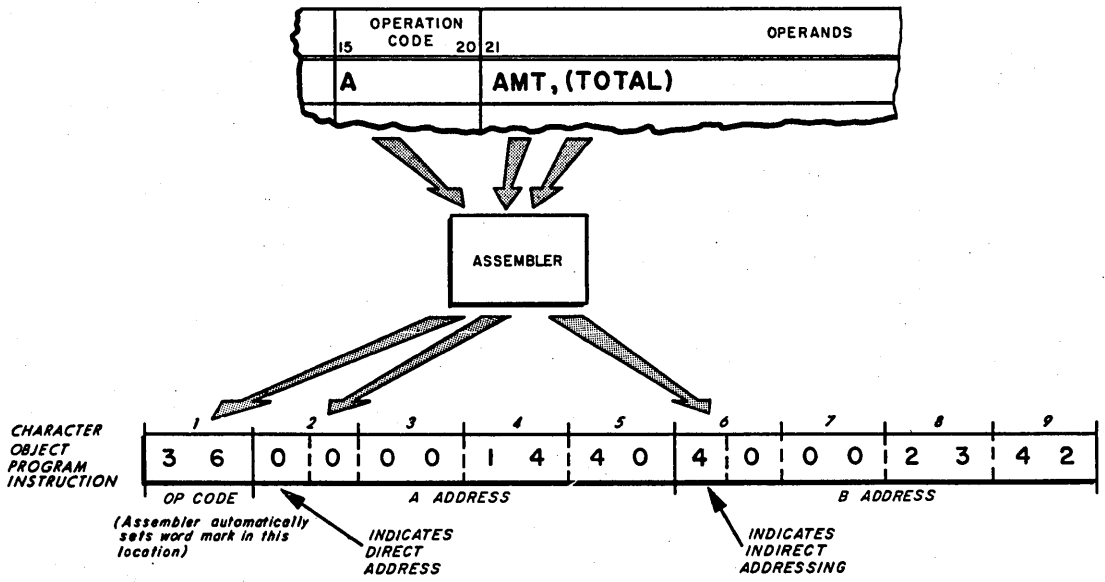 OPERATION
CODE
15 20 21 OPERANDS
A AMT, (TOTAL)
ASSEMBLER
CHARACTER 1 2 3 4 5 6 7 8 9
OBJECT
PROGRAM
INSTRUCTION
3 6 0 0 0 0 1 4 4 0 4 0 0 0 2 3 4 2
OP CODE A ADDRESS B ADDRESS
(Assembler automatically
sets word mark in this
location)
INDICATES
DIRECT
ADDRESS
INDICATES
INDIRECT
ADDRESSING